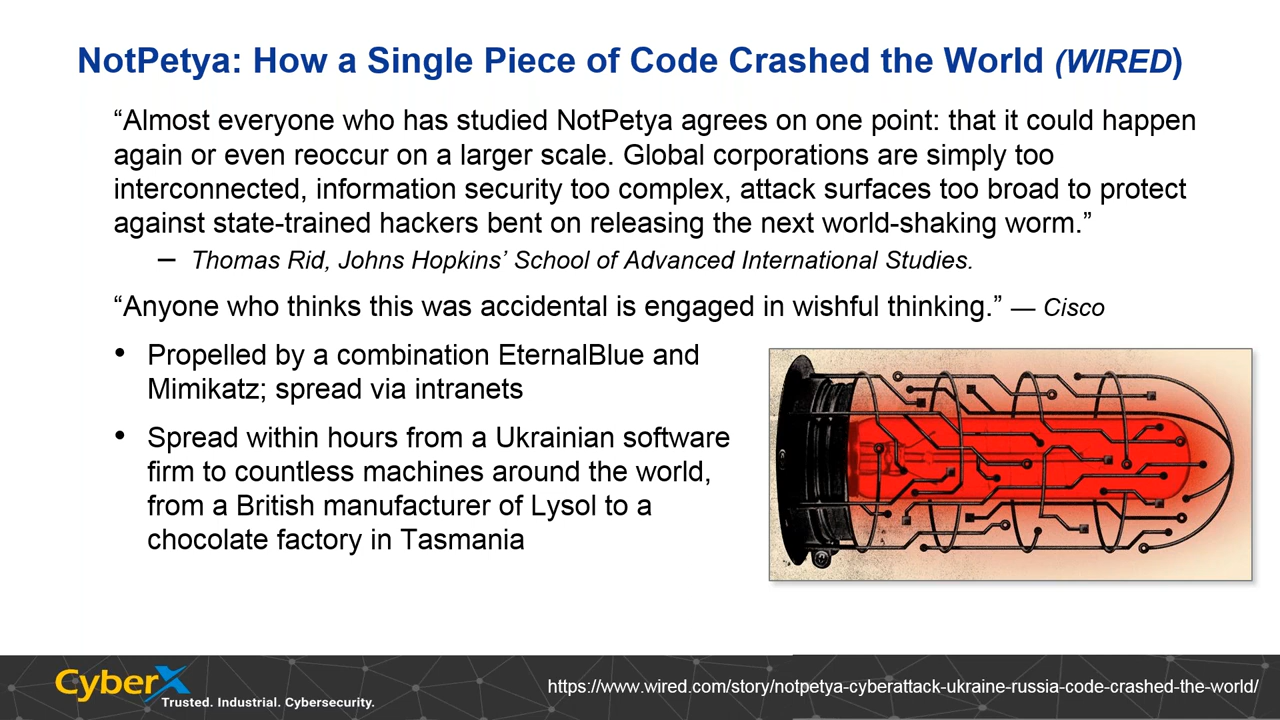 NotPetya: How a Single Piece of Code Crashed the World (WIRED)
“Almost everyone who has studied NotPetya agrees on one point: that it could happen
again or even reoccur on a larger scale. Global corporations are simply too
interconnected, information security too complex, attack surfaces too broad to protect
against state-trained hackers bent on releasing the next world-shaking worm.”
– Thomas Rid, Johns Hopkins’ School of Advanced International Studies.
“Anyone who thinks this was accidental is engaged in wishful thinking.” — Cisco
• Propelled by a combination EternalBlue and
Mimikatz; spread via intranets
• Spread within hours from a Ukrainian software
firm to countless machines around the world,
from a British manufacturer of Lysol to a
chocolate factory in Tasmania
CyberX
Trusted. Industrial. Cybersecurity.
https://www.wired.com/story/notpetya-cyberattack-ukraine-russia-code-crashed-the-world/